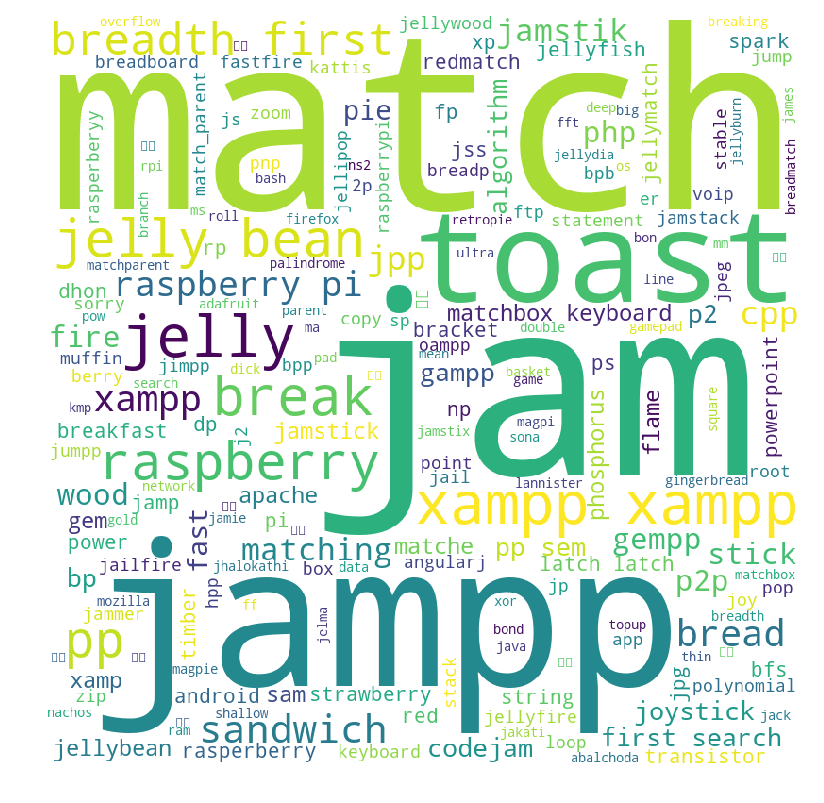 overflow
breadth first
jellywood
jamstik
xp
breaking
spark
jump
breadboard
fastfire
kattis
redmatch
jellyfish
match
raspberryy
match_parent
js
zoom
pie
fp
algorithm
fft
deep
big
php
jellymatch
stable
jellyburn
james
rpi
pnp
bash
jellipop
ns2
2p
raspberrypi
jss
breadp
jellydia
bpb
os
breadmatch
branch
ms
roll
firefox
retropie
ftp
statement
er
voip
jamstack
jelly bean
rp
palindrome
jpp
toast
ultra
bon
line
mm
jpeg
matchparent
raspberry pi
dhon
sorry
pow
adafruit
parent
ma
copy
sp
matchbox keyboard
double
gamepad
p2
cpp
fire
jelly
jam
bracket
oampp
muffin
jimpp
bpp
pad
dick
gampp
mean
game
basket
ps
berry
search
xampp
break
np
magpi
sona
phosphorus
flame
square
powerpoint
kmp
breakfast
dp
j2
jamstick
jamstix
jumpp
raspberry
point
jail
lannister
gingerbread
root
network
wood
gold
jamp
jamie
apache
xampp xampp
gem
fast
pi
power
matching
matche
pp sem
gempp
stick
jailfire
jhalokathi
box
data
angularj
latch latch
bp
hpp
jp
p2p
matchbox
pop
mozilla
jammer
timber
ff
jelma
jampp
xor
joy
pp
bond
java
topup
app
bread
breadth
thin
xamp
magpie
zip
android
sam
strawberry
stack
string
jpg
bfs
polynomial
nachos
shallow
ram
sandwich
red
jellyfire
jakati
joystick
jack
jellybean
rasperberry
keyboard
codejam
loop
first search
abalchoda
transistor